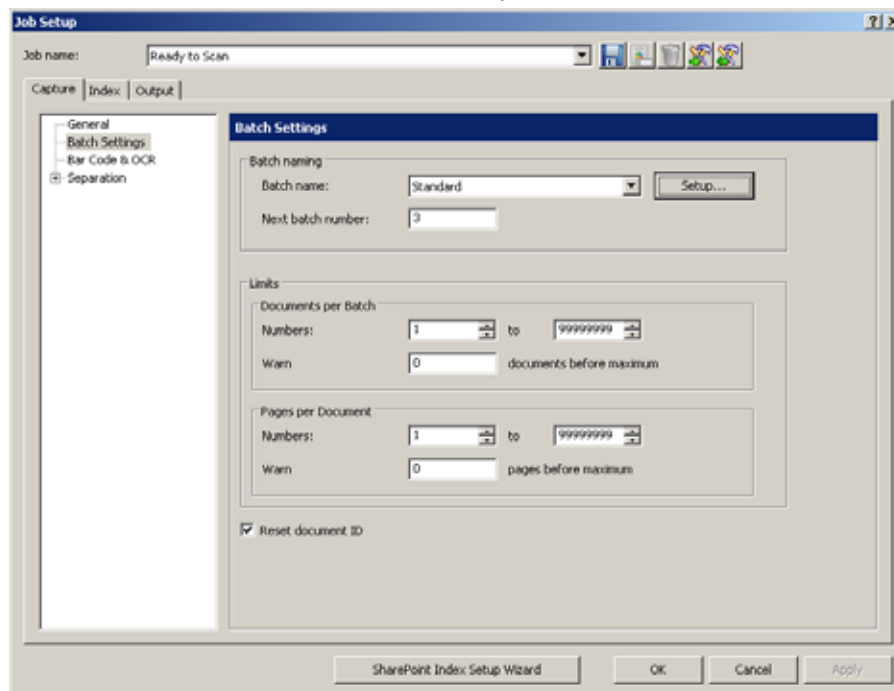 Job Setup
Job name: Ready to Scan
Capture Index Output
General
Batch Settings
Bar Code & OCR
Separation
Batch Settings
Batch naming
Batch name: Standard Setup...
Next batch number: 3
Limits
Documents per Batch
Numbers: 1 to 99999999
Warn 0 documents before maximum
Pages per Document
Numbers: 1 to 99999999
Warn 0 pages before maximum
Reset document ID
SharePoint Index Setup Wizard OK Cancel Apply